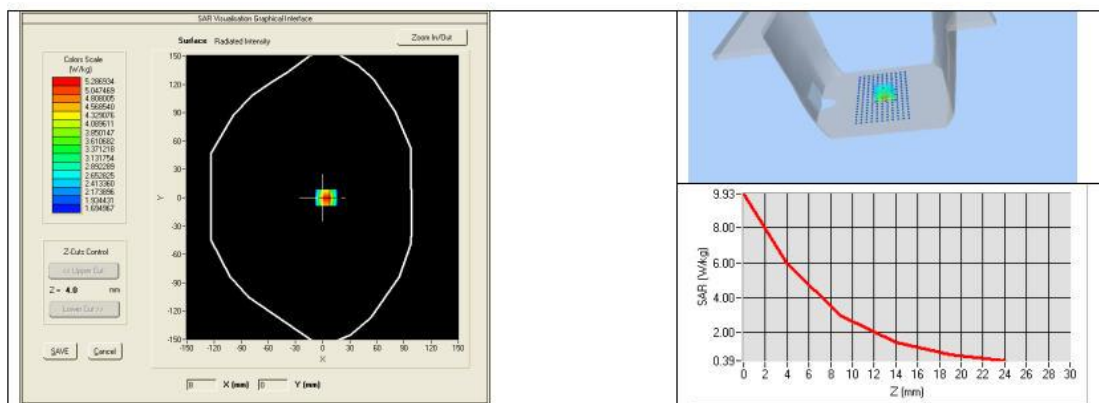 SAR Visualisation Graphical Interface
Surface Radiated Intensity
Zoom In/Out
Colors Scale
(W/kg)
5.286934
5.047469
4.808005
4.568540
4.329076
4.089611
3.850147
3.610682
3.371218
3.131754
2.892289
2.652825
2.413360
2.173896
1.934431
1.694967
150
120
90
60
30
0
-30
-60
-90
-120
-150
Y
-150 -120 -90 -60 -30 0 30 60 90 120 150
X
Z-Cuts Control
<< Upper Cut
Z = 4.0 mm
Lower Cut >>
SAVE Cancel
8 X (mm) 0 Y (mm)
9.93
8.00
6.00
4.00
2.00
0.39
SAR (W/kg)
0 2 4 6 8 10 12 14 16 18 20 22 24 26 28 30
Z (mm)